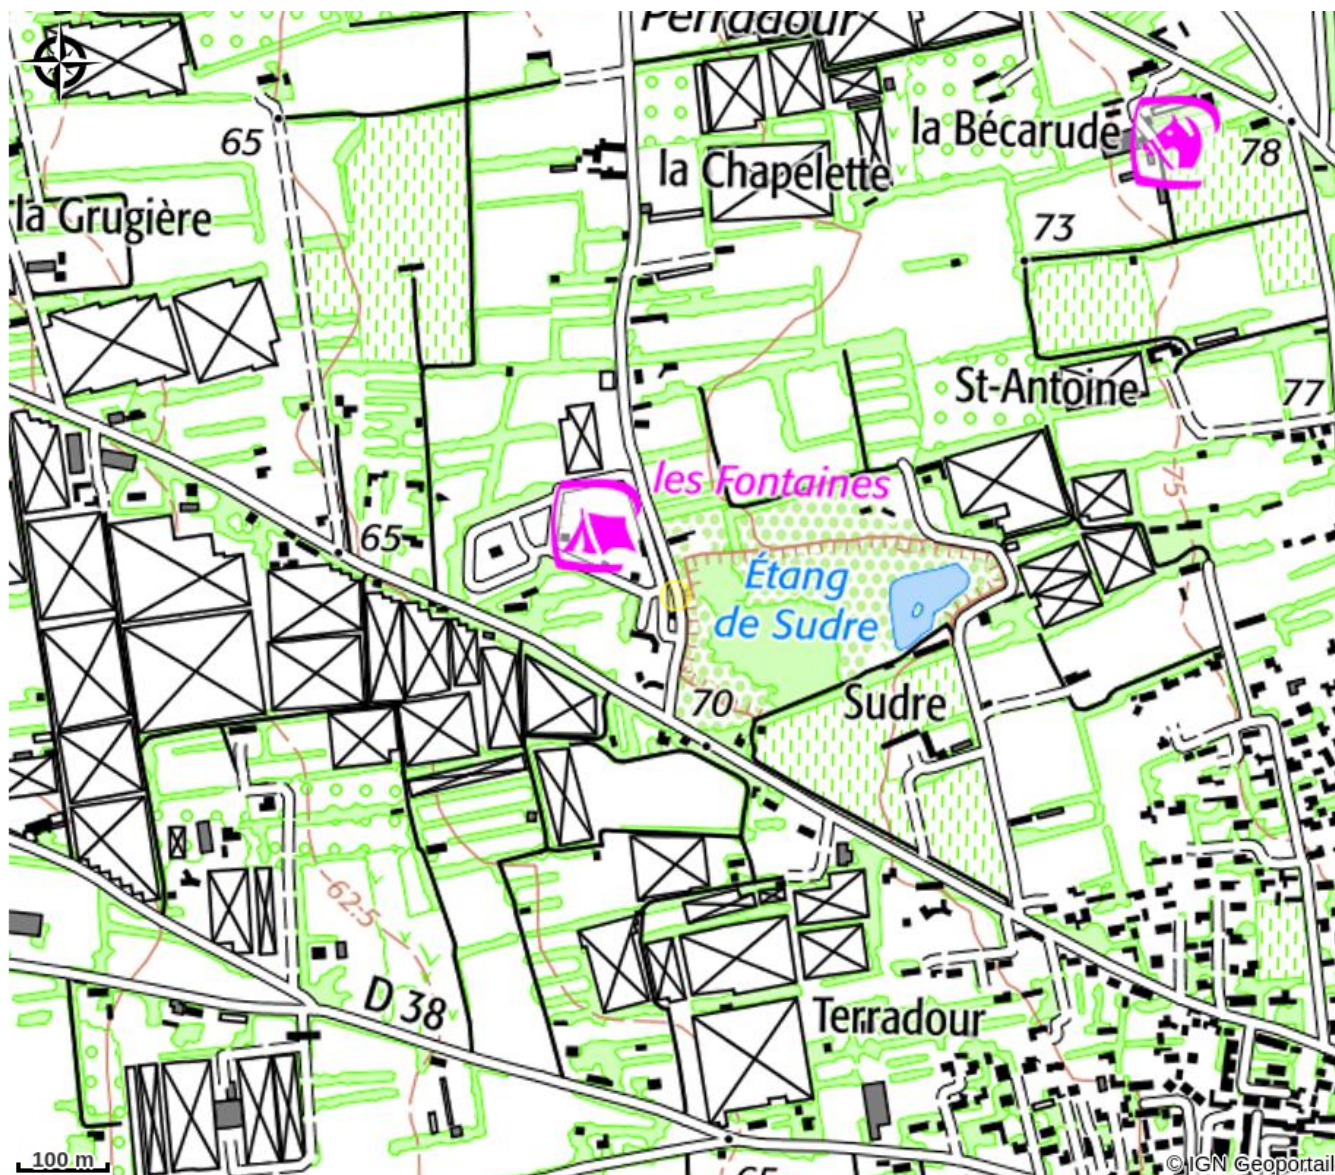 Perradour
65
la Chapelette
la Bécarude
78
la Grugière
73
St-Antoine
77
les Fontaines
75
65
Étang
de Sudre
70
Sudre
62.5
D 38
Terradour
65
100 m
© IGN Geoportail